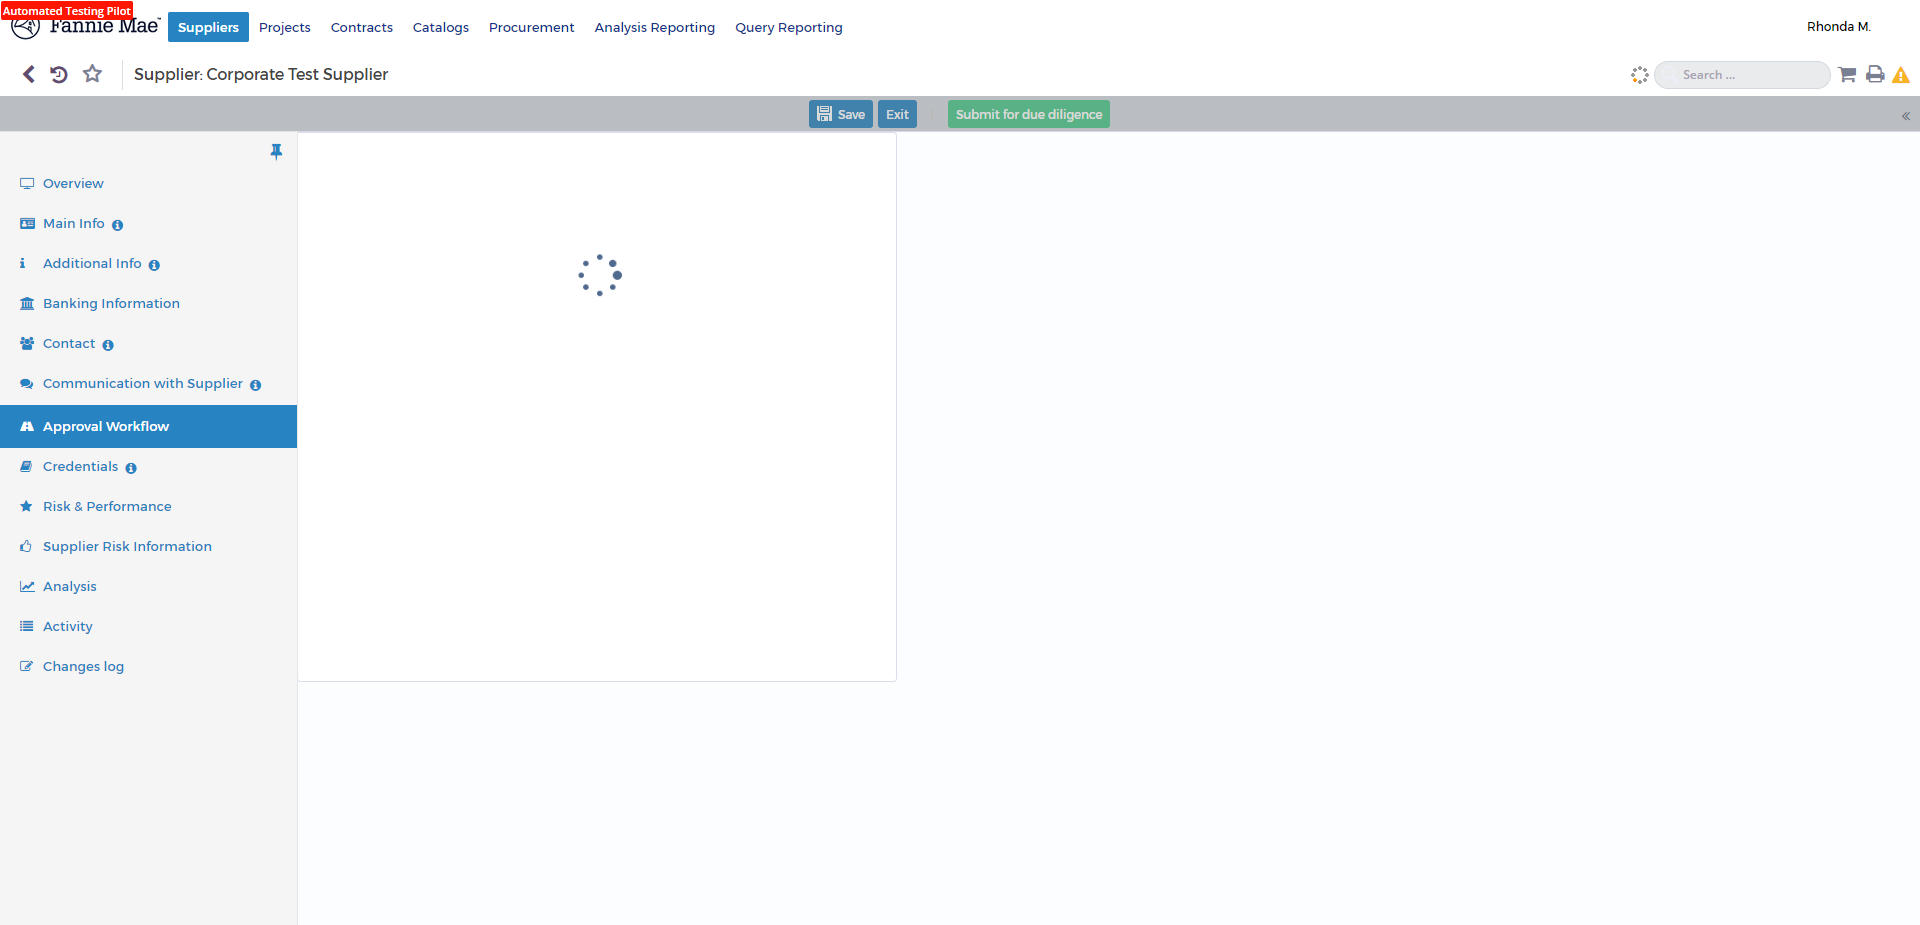 Automated Testing Pilot
Fannie Mae
Suppliers
Projects
Contracts
Catalogs
Procurement
Analysis Reporting
Query Reporting
Rhonda M.
Supplier: Corporate Test Supplier
Search ...
Save
Exit
Submit for due diligence
Overview
Main Info
Additional Info
Banking Information
Contact
Communication with Supplier
Approval Workflow
Credentials
Risk & Performance
Supplier Risk Information
Analysis
Activity
Changes log